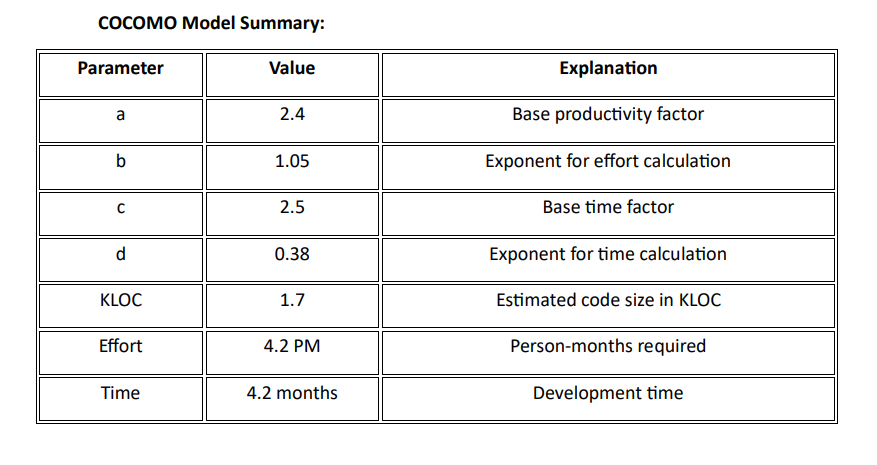 COCOMO Model Summary:
Parameter Value Explanation
a 2.4 Base productivity factor
b 1.05 Exponent for effort calculation
c 2.5 Base time factor
d 0.38 Exponent for time calculation
KLOC 1.7 Estimated code size in KLOC
Effort 4.2 PM Person-months required
Time 4.2 months Development time